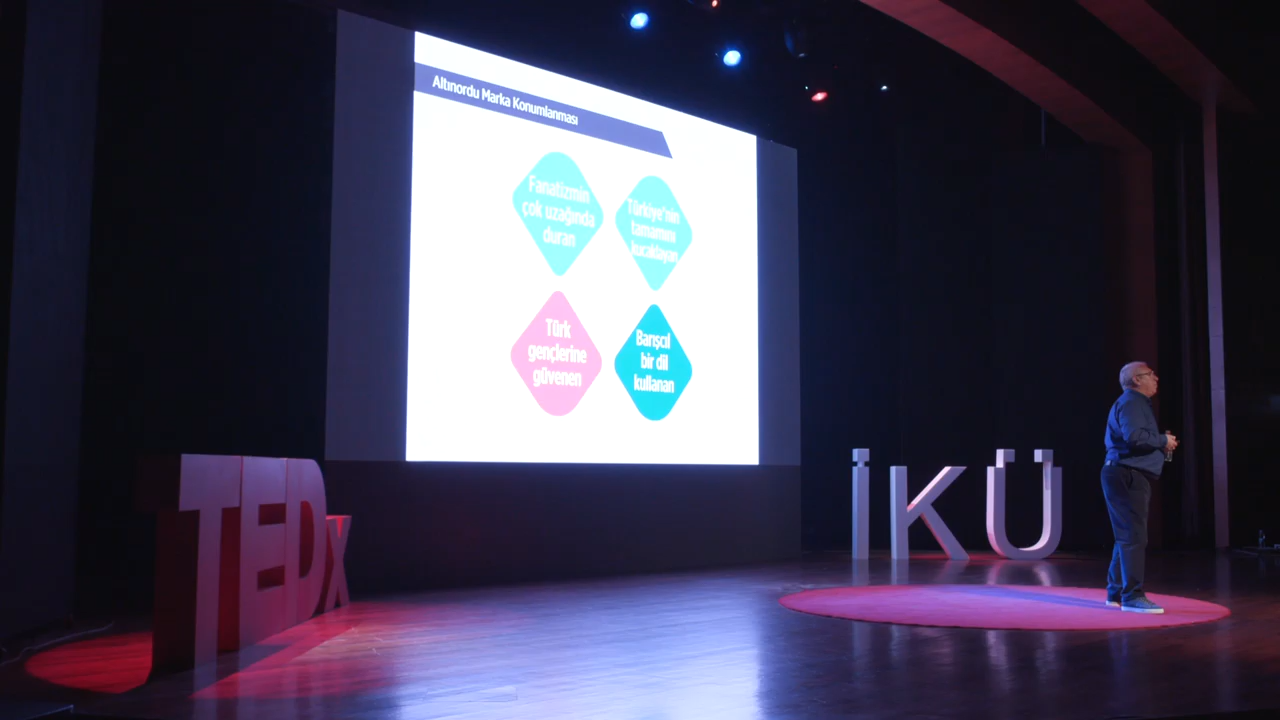 Altınordu Marka Konumlanması
Fanatizmin
çok uzağında
duran
Türkiye'nin
tamamını
kucaklayan
Türk
gençlerine
güvenen
Barışçıl
bir dil
kullanan
TEDx
İKÜ